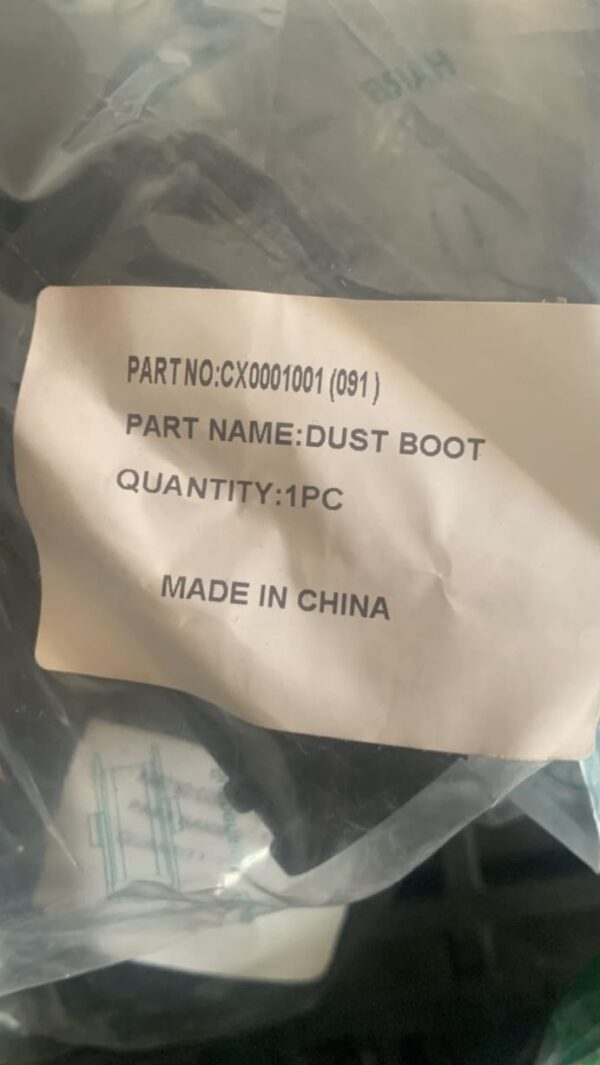 PART NO:CX0001001 (091)
PART NAME:DUST BOOT
QUANTITY:1PC
MADE IN CHINA